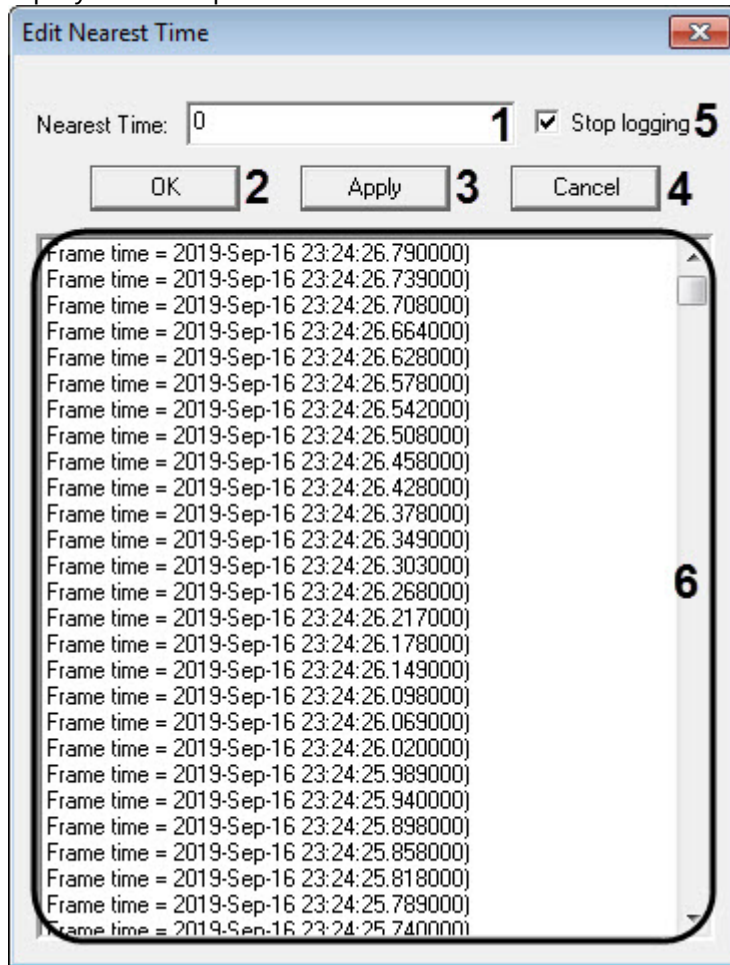 Edit Nearest Time
Nearest Time: 0 1 Stop logging 5
OK 2 Apply 3 Cancel 4
Frame time = 2019-Sep-16 23:24:26.790000)
Frame time = 2019-Sep-16 23:24:26.739000)
Frame time = 2019-Sep-16 23:24:26.708000)
Frame time = 2019-Sep-16 23:24:26.664000)
Frame time = 2019-Sep-16 23:24:26.628000)
Frame time = 2019-Sep-16 23:24:26.578000)
Frame time = 2019-Sep-16 23:24:26.542000)
Frame time = 2019-Sep-16 23:24:26.508000)
Frame time = 2019-Sep-16 23:24:26.458000)
Frame time = 2019-Sep-16 23:24:26.428000)
Frame time = 2019-Sep-16 23:24:26.378000)
Frame time = 2019-Sep-16 23:24:26.349000)
Frame time = 2019-Sep-16 23:24:26.303000)
Frame time = 2019-Sep-16 23:24:26.268000) 6
Frame time = 2019-Sep-16 23:24:26.217000)
Frame time = 2019-Sep-16 23:24:26.178000)
Frame time = 2019-Sep-16 23:24:26.149000)
Frame time = 2019-Sep-16 23:24:26.098000)
Frame time = 2019-Sep-16 23:24:26.069000)
Frame time = 2019-Sep-16 23:24:26.020000)
Frame time = 2019-Sep-16 23:24:25.989000)
Frame time = 2019-Sep-16 23:24:25.940000)
Frame time = 2019-Sep-16 23:24:25.898000)
Frame time = 2019-Sep-16 23:24:25.858000)
Frame time = 2019-Sep-16 23:24:25.818000)
Frame time = 2019-Sep-16 23:24:25.789000)
Frame time = 2019-Sep-16 23:24:25.740000)